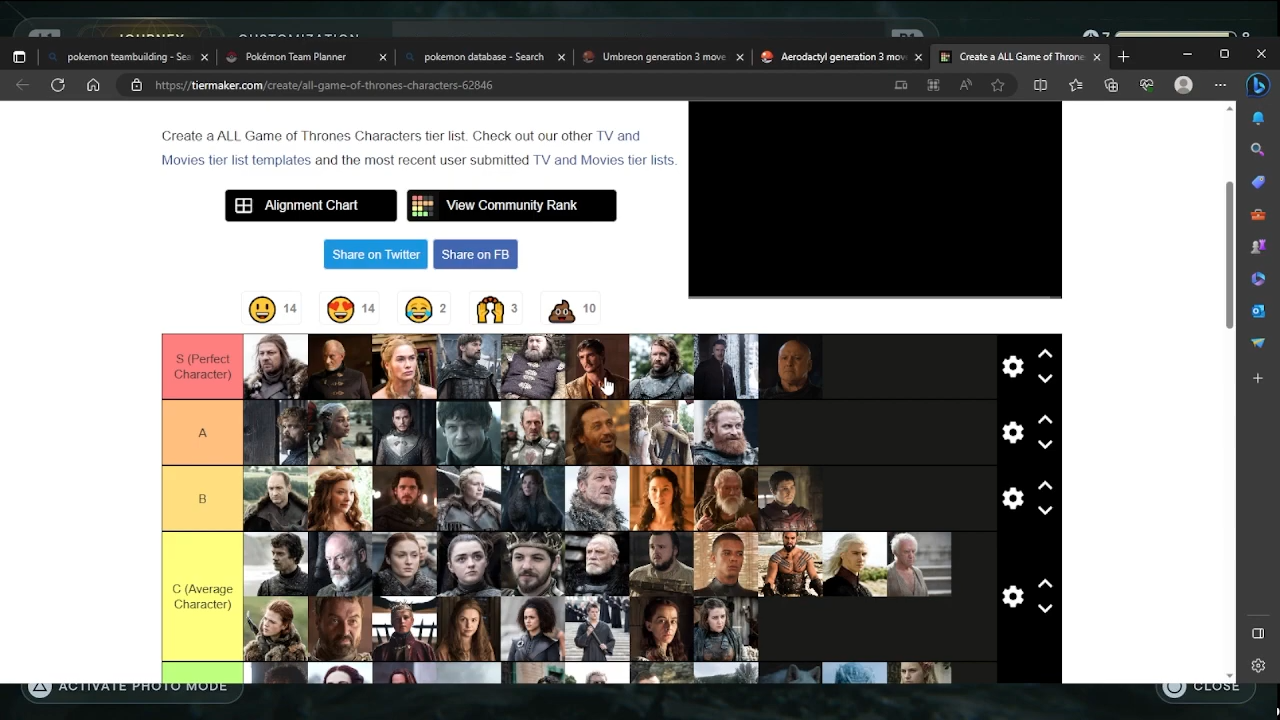 JOURNEY
CUSTOMIZATION
pokemon teambuilding - Sea
Pokémon Team Planner
pokemon database - Search
Umbreon generation 3 move
Aerodactyl generation 3 mov
Create a ALL Game of Throne
https://tiermaker.com/create/all-game-of-thrones-characters-62846
Create a ALL Game of Thrones Characters tier list. Check out our other TV and
Movies tier list templates and the most recent user submitted TV and Movies tier lists.
Alignment Chart
View Community Rank
Share on Twitter
Share on FB
14
14
2
3
10
S (Perfect
Character)
A
B
C (Average
Character)
ACTIVATE PHOTO MODE
CLOSE